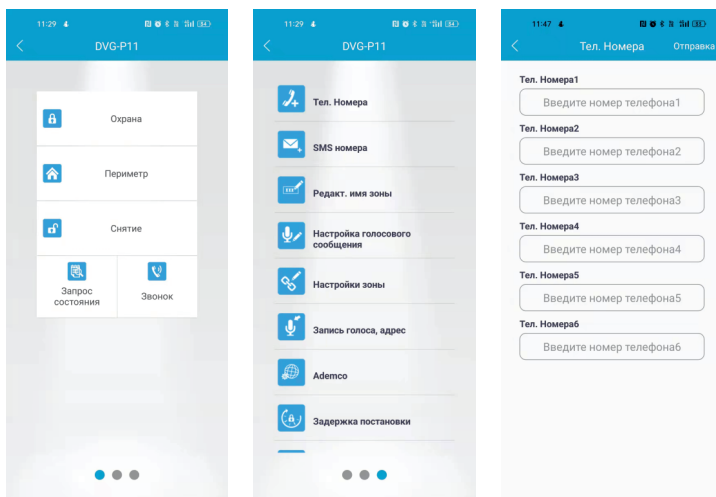 11:29
84
DVG-P11
Охрана
Периметр
Снятие
Запрос
состояния
Звонок
11:29
84
DVG-P11
Тел. Номера
SMS номера
Редакт. имя зоны
Настройка голосового
сообщения
Настройки зоны
Запись голоса, адрес
Ademco
Задержка постановки
11:47
Тел. Номера
Отправка
Тел. Номера1
Введите номер телефона1
Тел. Номера2
Введите номер телефона2
Тел. Номера3
Введите номер телефона3
Тел. Номера4
Введите номер телефона4
Тел. Номера5
Введите номер телефона5
Тел. Номера6
Введите номер телефона6